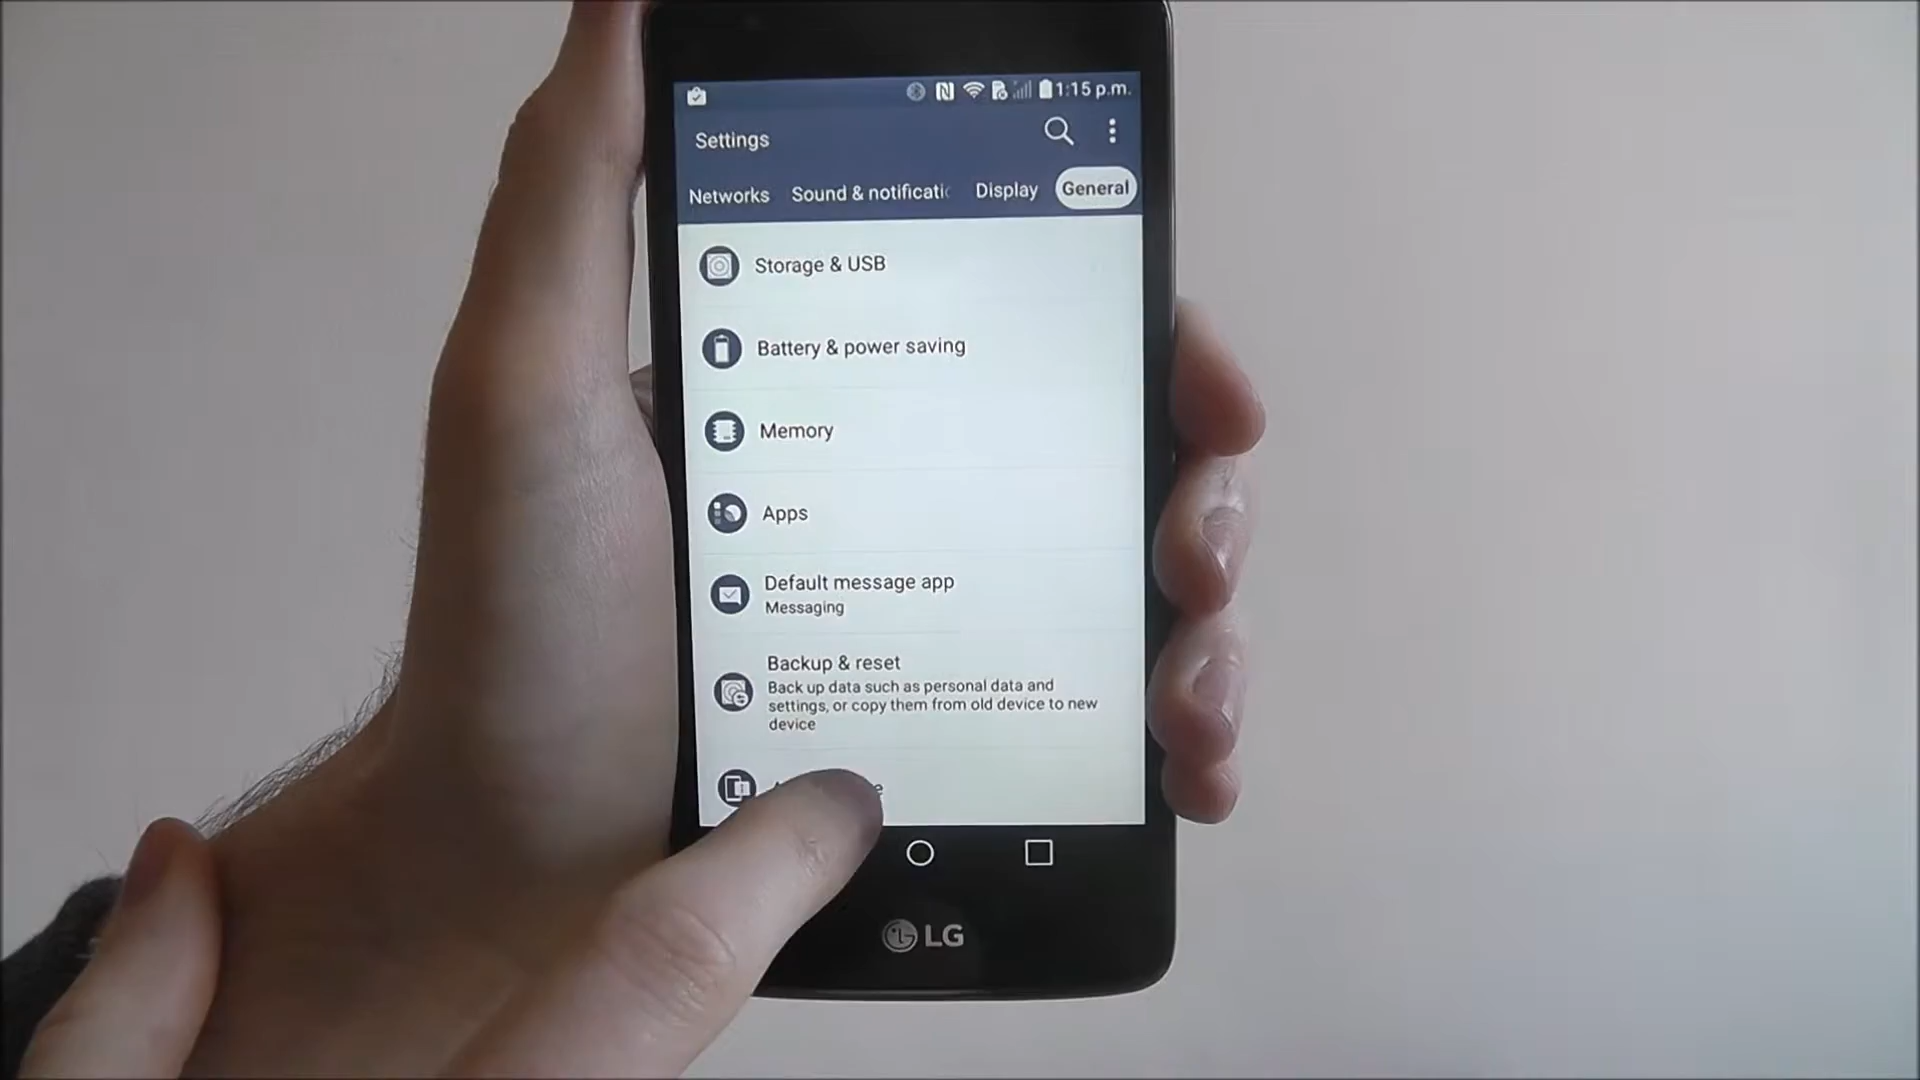 1:15 p.m.
Settings
Networks Sound & notificati Display General
Storage & USB
Battery & power saving
Memory
Apps
Default message app
Messaging
Backup & reset
Back up data such as personal data and
settings, or copy them from old device to new
device
LG